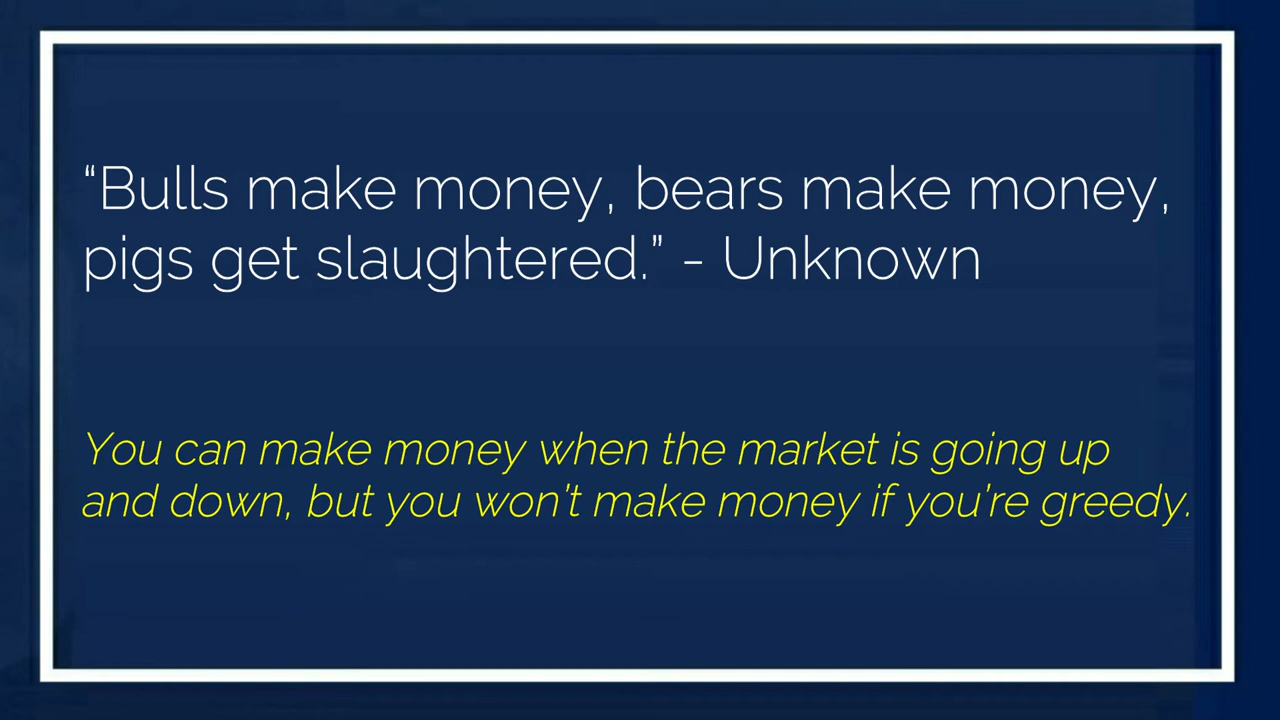 “Bulls make money, bears make money,
pigs get slaughtered.” - Unknown
You can make money when the market is going up
and down, but you won’t make money if you’re greedy.